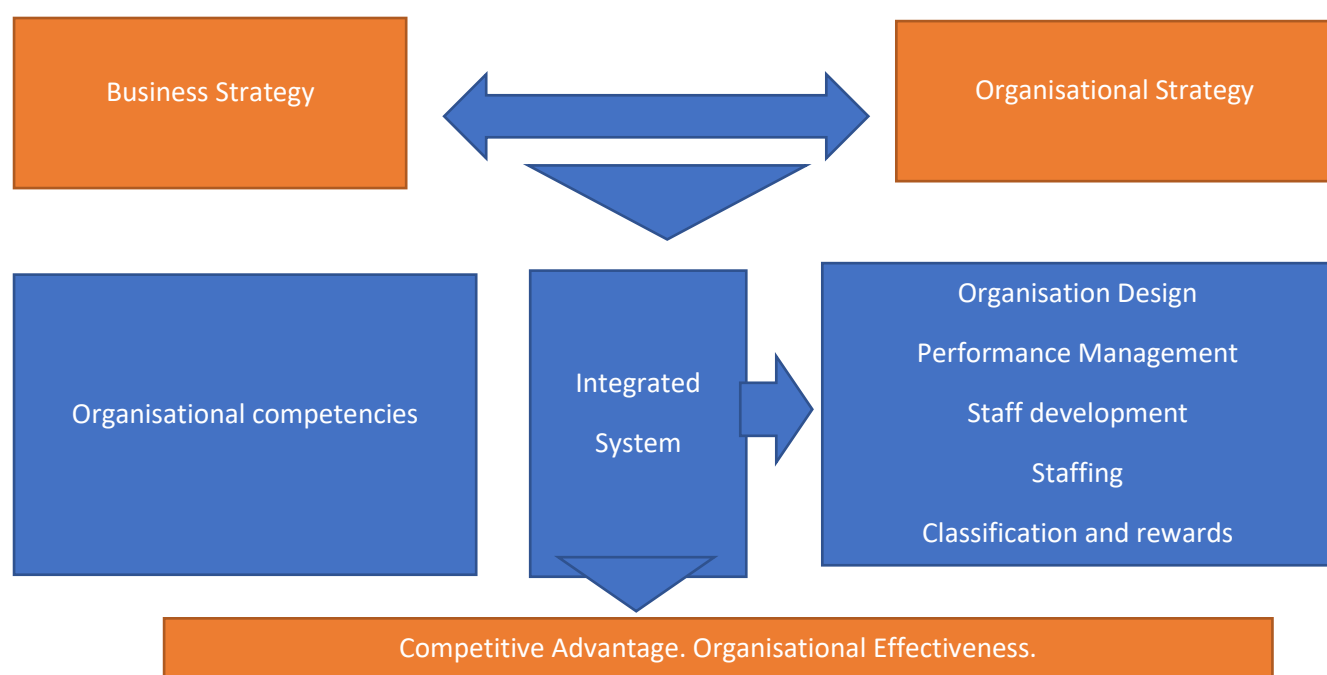 Business Strategy
Organisational Strategy
Organisational competencies
Integrated
System
Organisation Design
Performance Management
Staff development
Staffing
Classification and rewards
Competitive Advantage. Organisational Effectiveness.